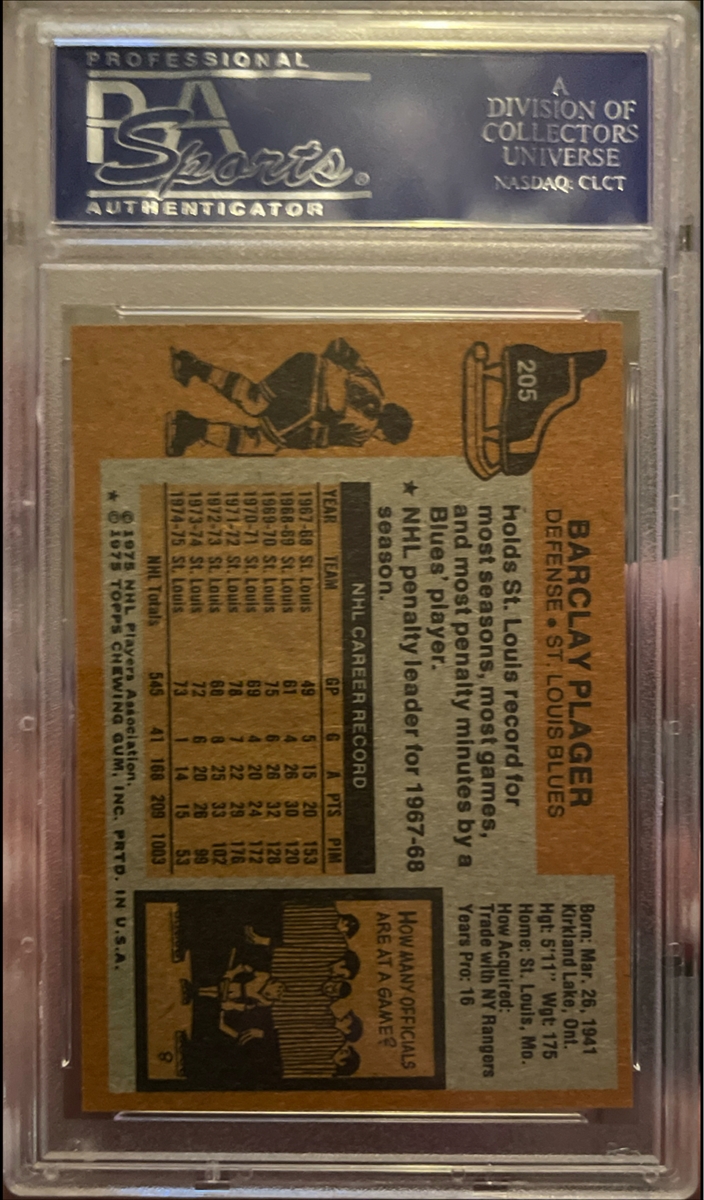 PROFESSIONAL
PSA
Sports.
AUTHENTICATOR
A
DIVISION OF
COLLECTORS
UNIVERSE
NASDAQ: CLCT
205
BARCLAY PLAGER
DEFENSE • ST. LOUIS BLUES
Born: Mar. 26, 1941
Kirkland Lake, Ont.
Hgt: 5'11" Wgt: 175
Home: St. Louis, Mo.
How Acquired:
Trade with NY Rangers
Years Pro: 16
holds St. Louis record for
most seasons, most games,
and most penalty minutes by a
Blues' player.
★ NHL penalty leader for 1967-68
season.
NHL CAREER RECORD
YEAR TEAM GP G A PTS PIM
1967-68 St. Louis 49 5 15 20 153
1968-69 St. Louis 61 4 26 30 120
1969-70 St. Louis 75 6 26 32 128
1970-71 St. Louis 69 4 20 24 172
1971-72 St. Louis 78 7 22 29 176
1972-73 St. Louis 68 8 25 33 102
1973-74 St. Louis 72 6 20 26 99
1974-75 St. Louis 73 1 14 15 53
NHL Totals 545 41 168 209 1003
HOW MANY OFFICIALS
ARE AT A GAME?
8
© 1975 NHL Players Association.
★ © 1975 TOPPS CHEWING GUM, INC. PRTD. IN U.S.A.